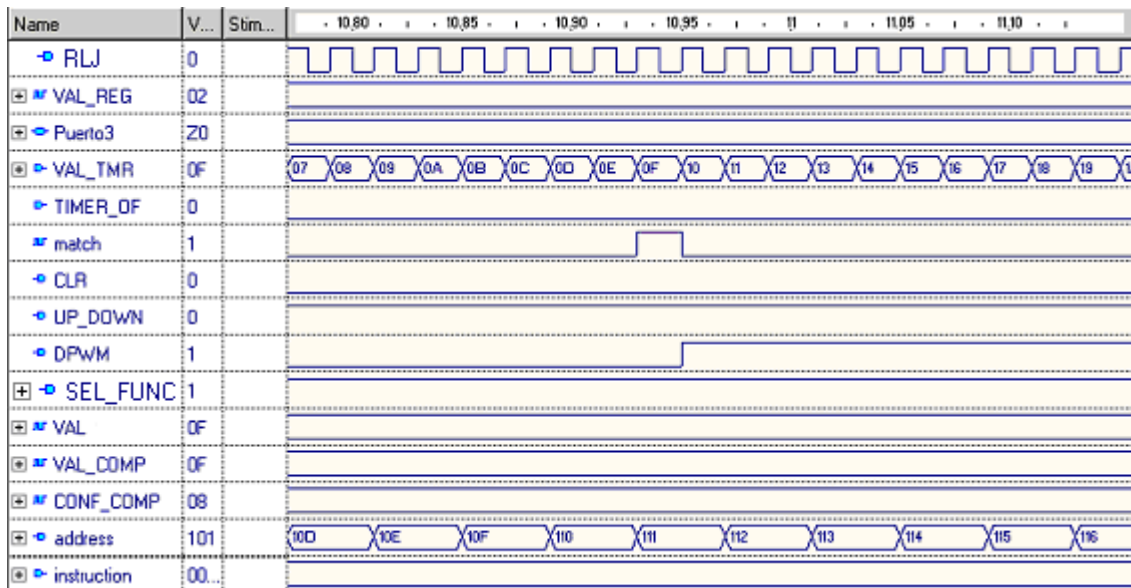 Name V... Stim... 10,80 10,85 10,90 10,95 11 11,05 11,10
RLJ 0
VAL_REG 02
Puerto3 Z0
VAL_TMR 0F 07 08 09 0A 0B 0C 0D 0E 0F 10 11 12 13 14 15 16 17 18 19
TIMER_OF 0
match 1
CLR 0
UP_DOWN 0
DPWM 1
SEL_FUNC 1
VAL 0F
VAL_COMP 0F
CONF_COMP 08
address 101 10D 10E 10F 110 111 112 113 114 115 116
instruction 00...